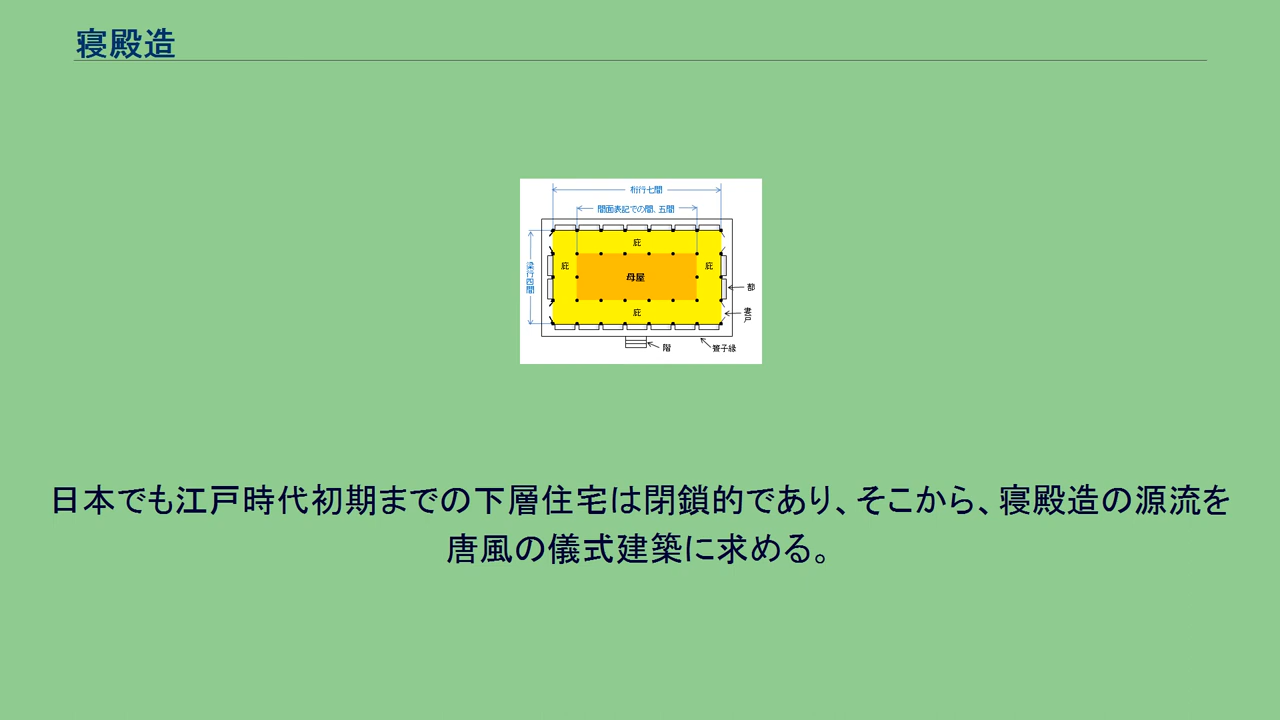 寝殿造
桁行七間
間面表記での間、五間
庇
庇
母屋
庇
梁行四間
庇
蔀
妻戸
階
簀子縁
日本でも江戸時代初期までの下層住宅は閉鎖的であり、そこから、寝殿造の源流を
唐風の儀式建築に求める。